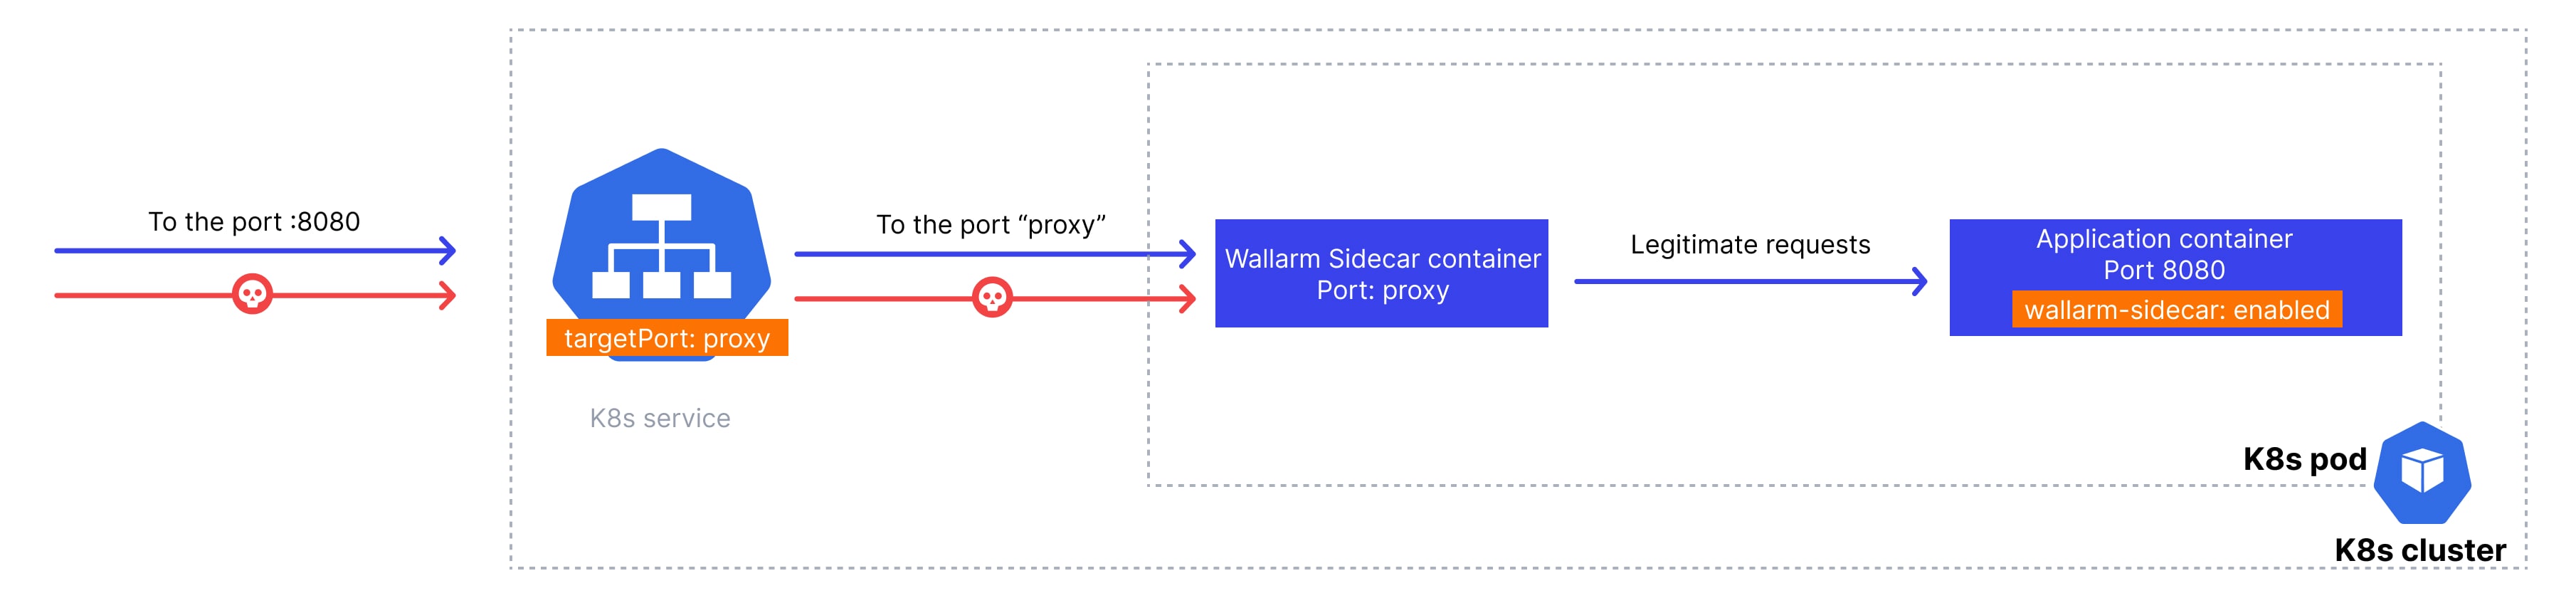 To the port :8080
targetPort: proxy
K8s service
To the port “proxy”
Wallarm Sidecar container
Port: proxy
Legitimate requests
Application container
Port 8080
wallarm-sidecar: enabled
K8s pod
K8s cluster